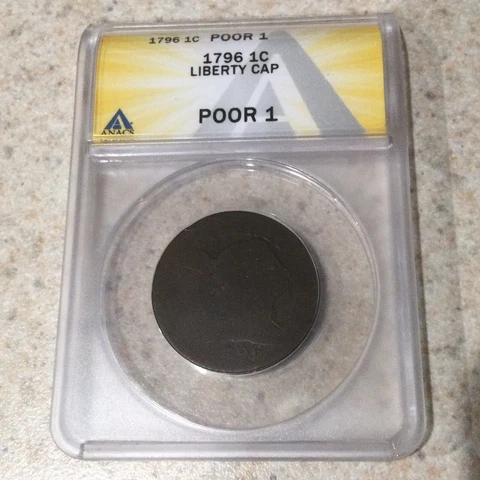 1796 1C POOR 1
1796 1C
LIBERTY CAP
POOR 1
ANACS